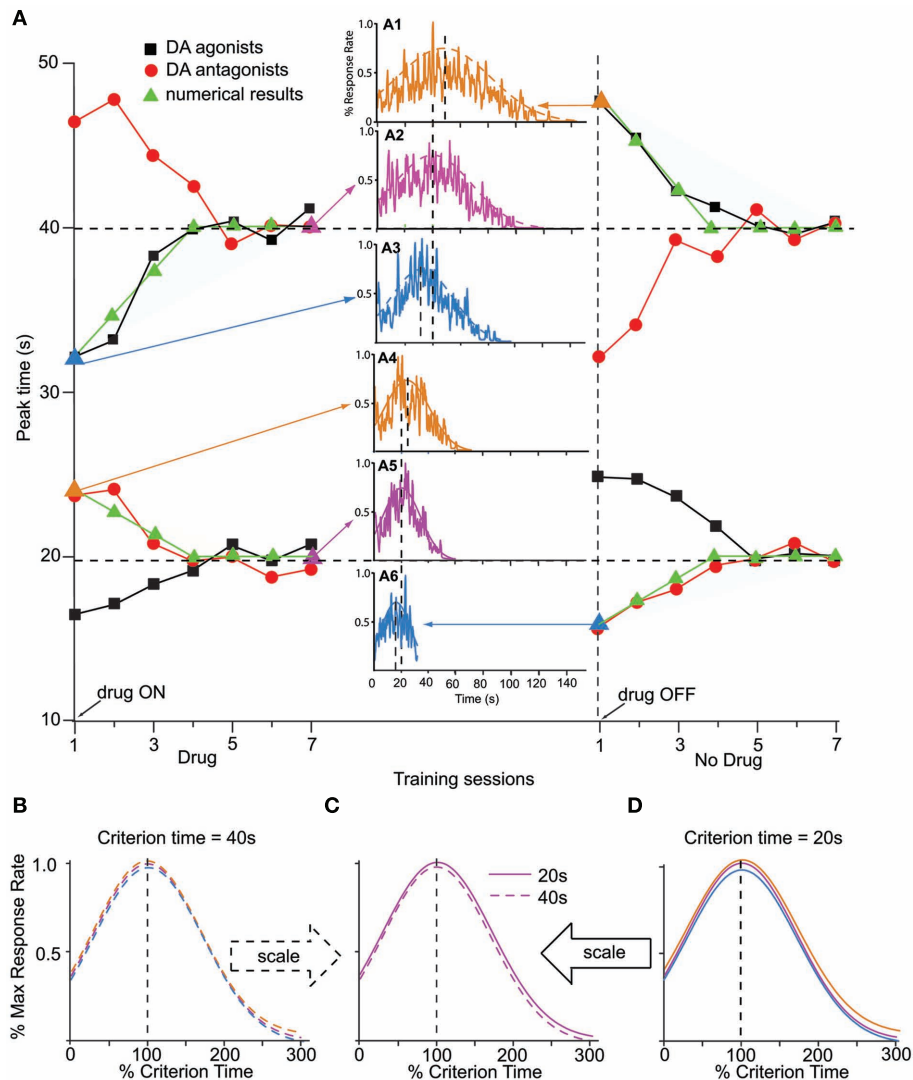 A
DA agonists
DA antagonists
numerical results
50
40
30
20
10
Peak time (s)
drug ON
1 3 5 7
Drug
A1
% Response Rate
1.0
0.5
0
A2
1.0
0.5
A3
0.5
A4
0.5
A5
0.5
A6
0.5
0 20 40 60 80 100 120 140
Time (s)
drug OFF
1 3 5 7
No Drug
Training sessions
B
Criterion time = 40s
% Max Response Rate
1.0
0.5
0 100 200 300
% Criterion Time
scale
C
20s
40s
0 100 200 300
% Criterion Time
scale
D
Criterion time = 20s
0 100 200 300
% Criterion Time